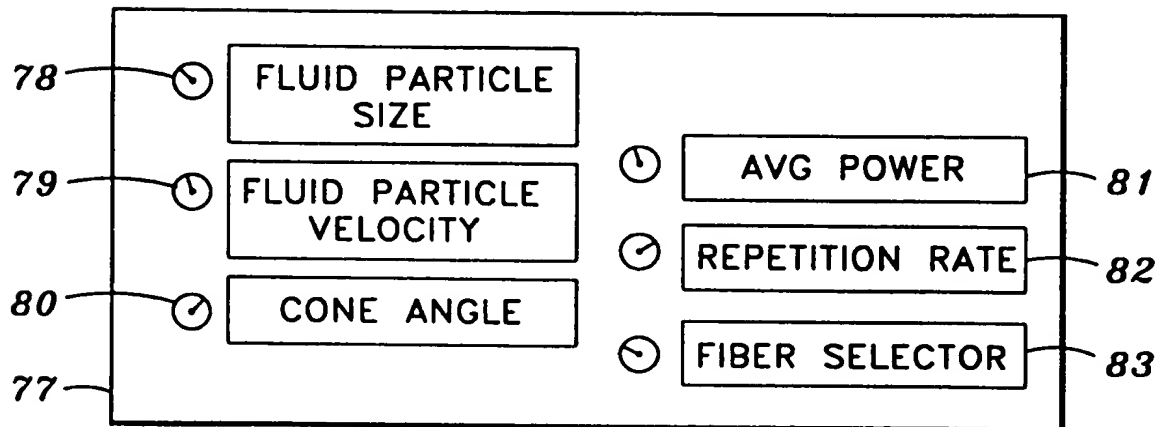 78
FLUID PARTICLE
SIZE
79
FLUID PARTICLE
VELOCITY
80
CONE ANGLE
77
AVG POWER
81
REPETITION RATE
82
FIBER SELECTOR
83